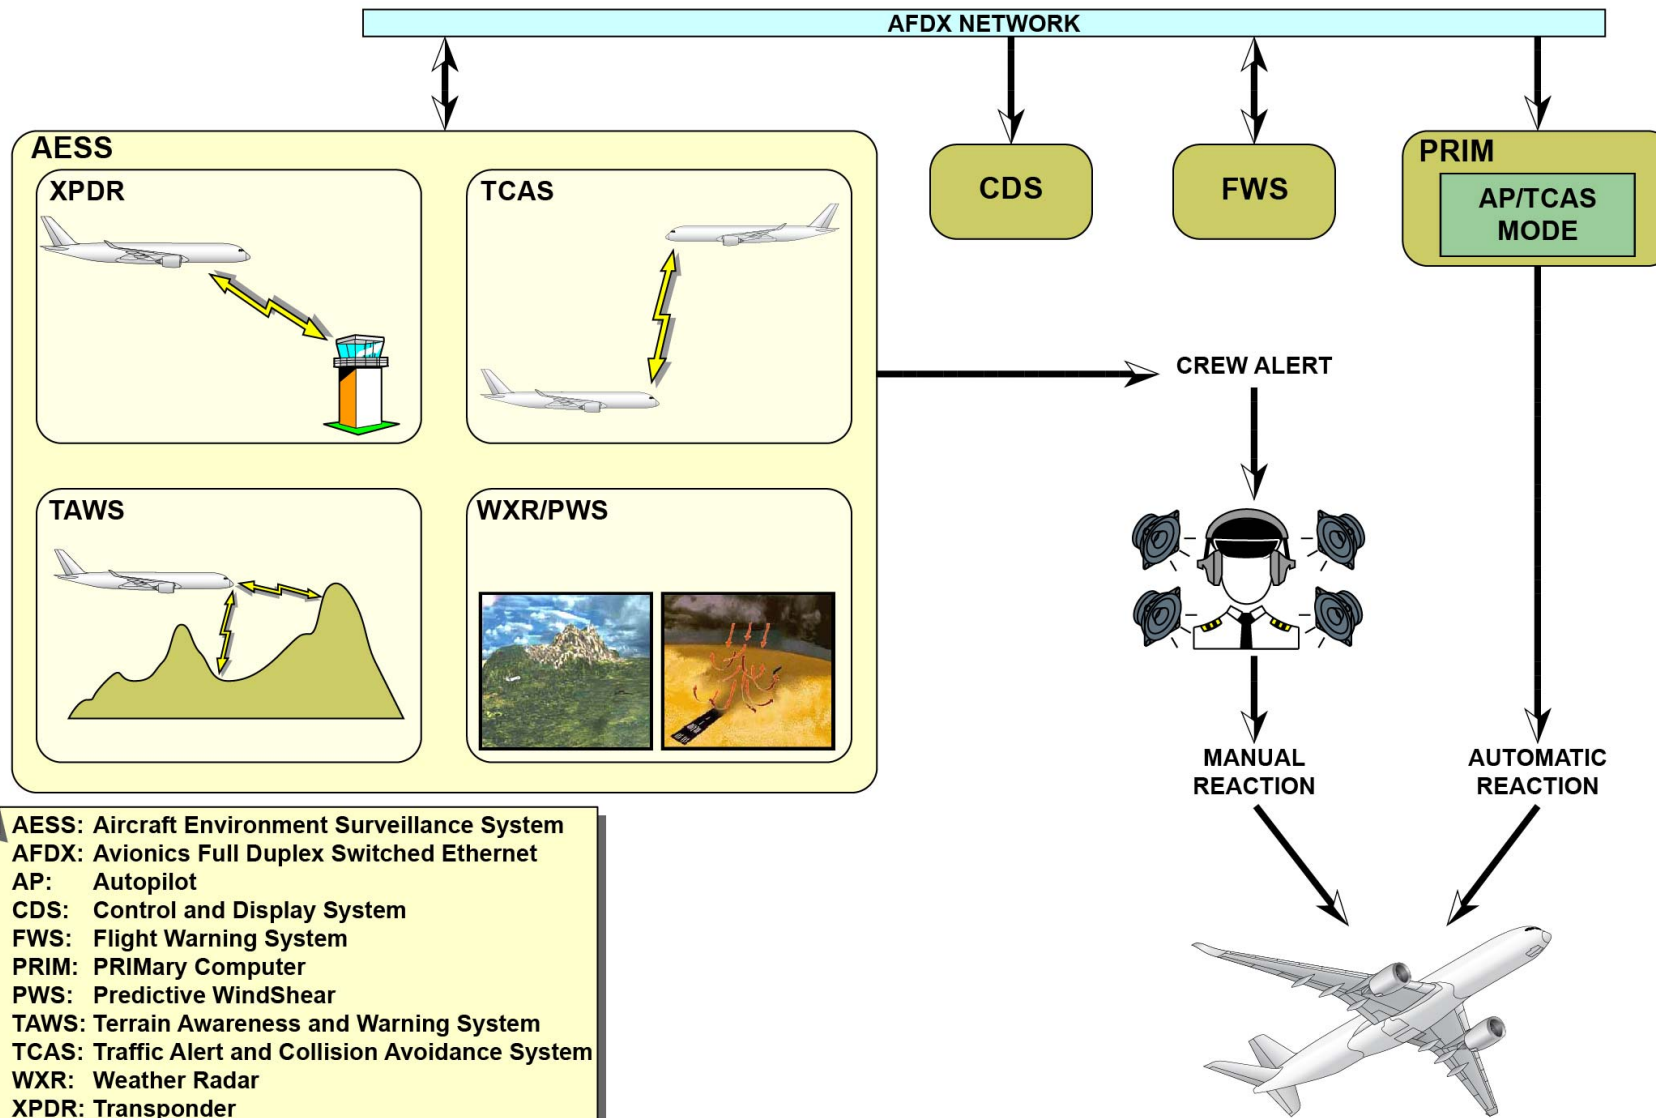 AFDX NETWORK
AESS
XPDR
TCAS
CDS
FWS
PRIM
AP/TCAS
MODE
CREW ALERT
TAWS
WXR/PWS
MANUAL
REACTION
AUTOMATIC
REACTION
AESS: Aircraft Environment Surveillance System
AFDX: Avionics Full Duplex Switched Ethernet
AP: Autopilot
CDS: Control and Display System
FWS: Flight Warning System
PRIM: PRIMary Computer
PWS: Predictive WindShear
TAWS: Terrain Awareness and Warning System
TCAS: Traffic Alert and Collision Avoidance System
WXR: Weather Radar
XPDR: Transponder